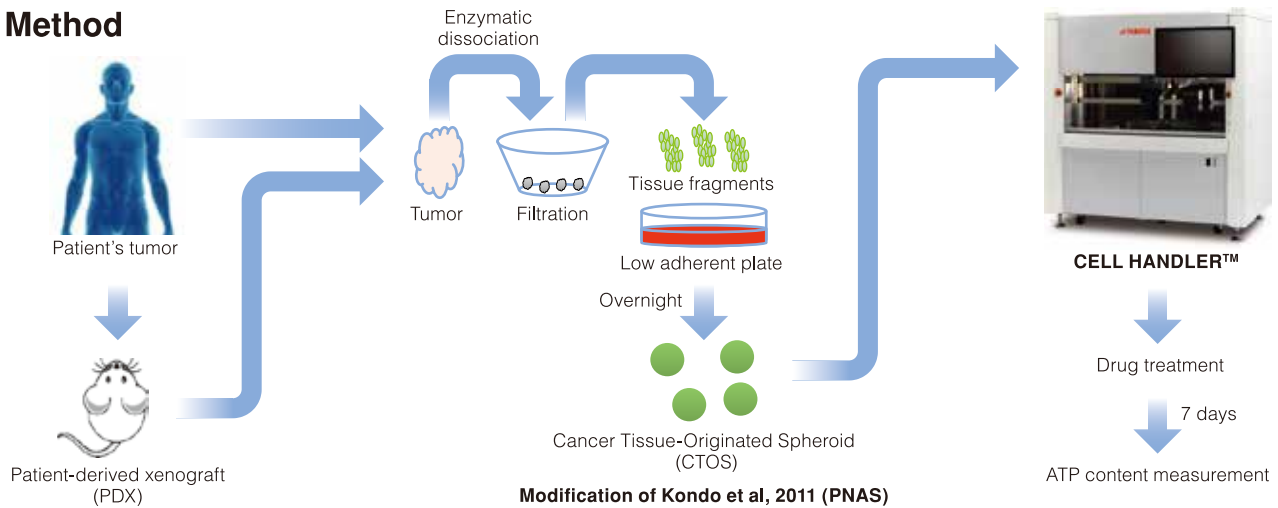 Method
Enzymatic
dissociation
Patient's tumor
Tumor
Filtration
Tissue fragments
Low adherent plate
Overnight
Patient-derived xenograft
(PDX)
Cancer Tissue-Originated Spheroid
(CTOS)
Modification of Kondo et al, 2011 (PNAS)
YAMAHA
CELL HANDLER™
Drug treatment
7 days
ATP content measurement